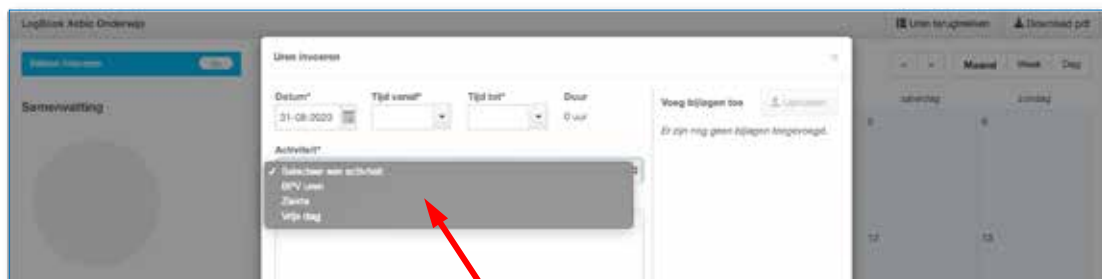 LogBook Aebic Onderwijs
Uren terugmelden
Download pdf
Uren invoeren
Maand
Week
Dag
Samenvatting
Datum*
Tijd vanaf*
Tijd tot*
Duur
Voeg bijlagen toe
Uploaden
31-08-2020
0 uur
Er zijn nog geen bijlagen toegevoegd.
zaterdag
zondag
5
6
Activiteit*
✓ Selecteer een activiteit
BPV uren
Ziekte
Vrije dag
12
13